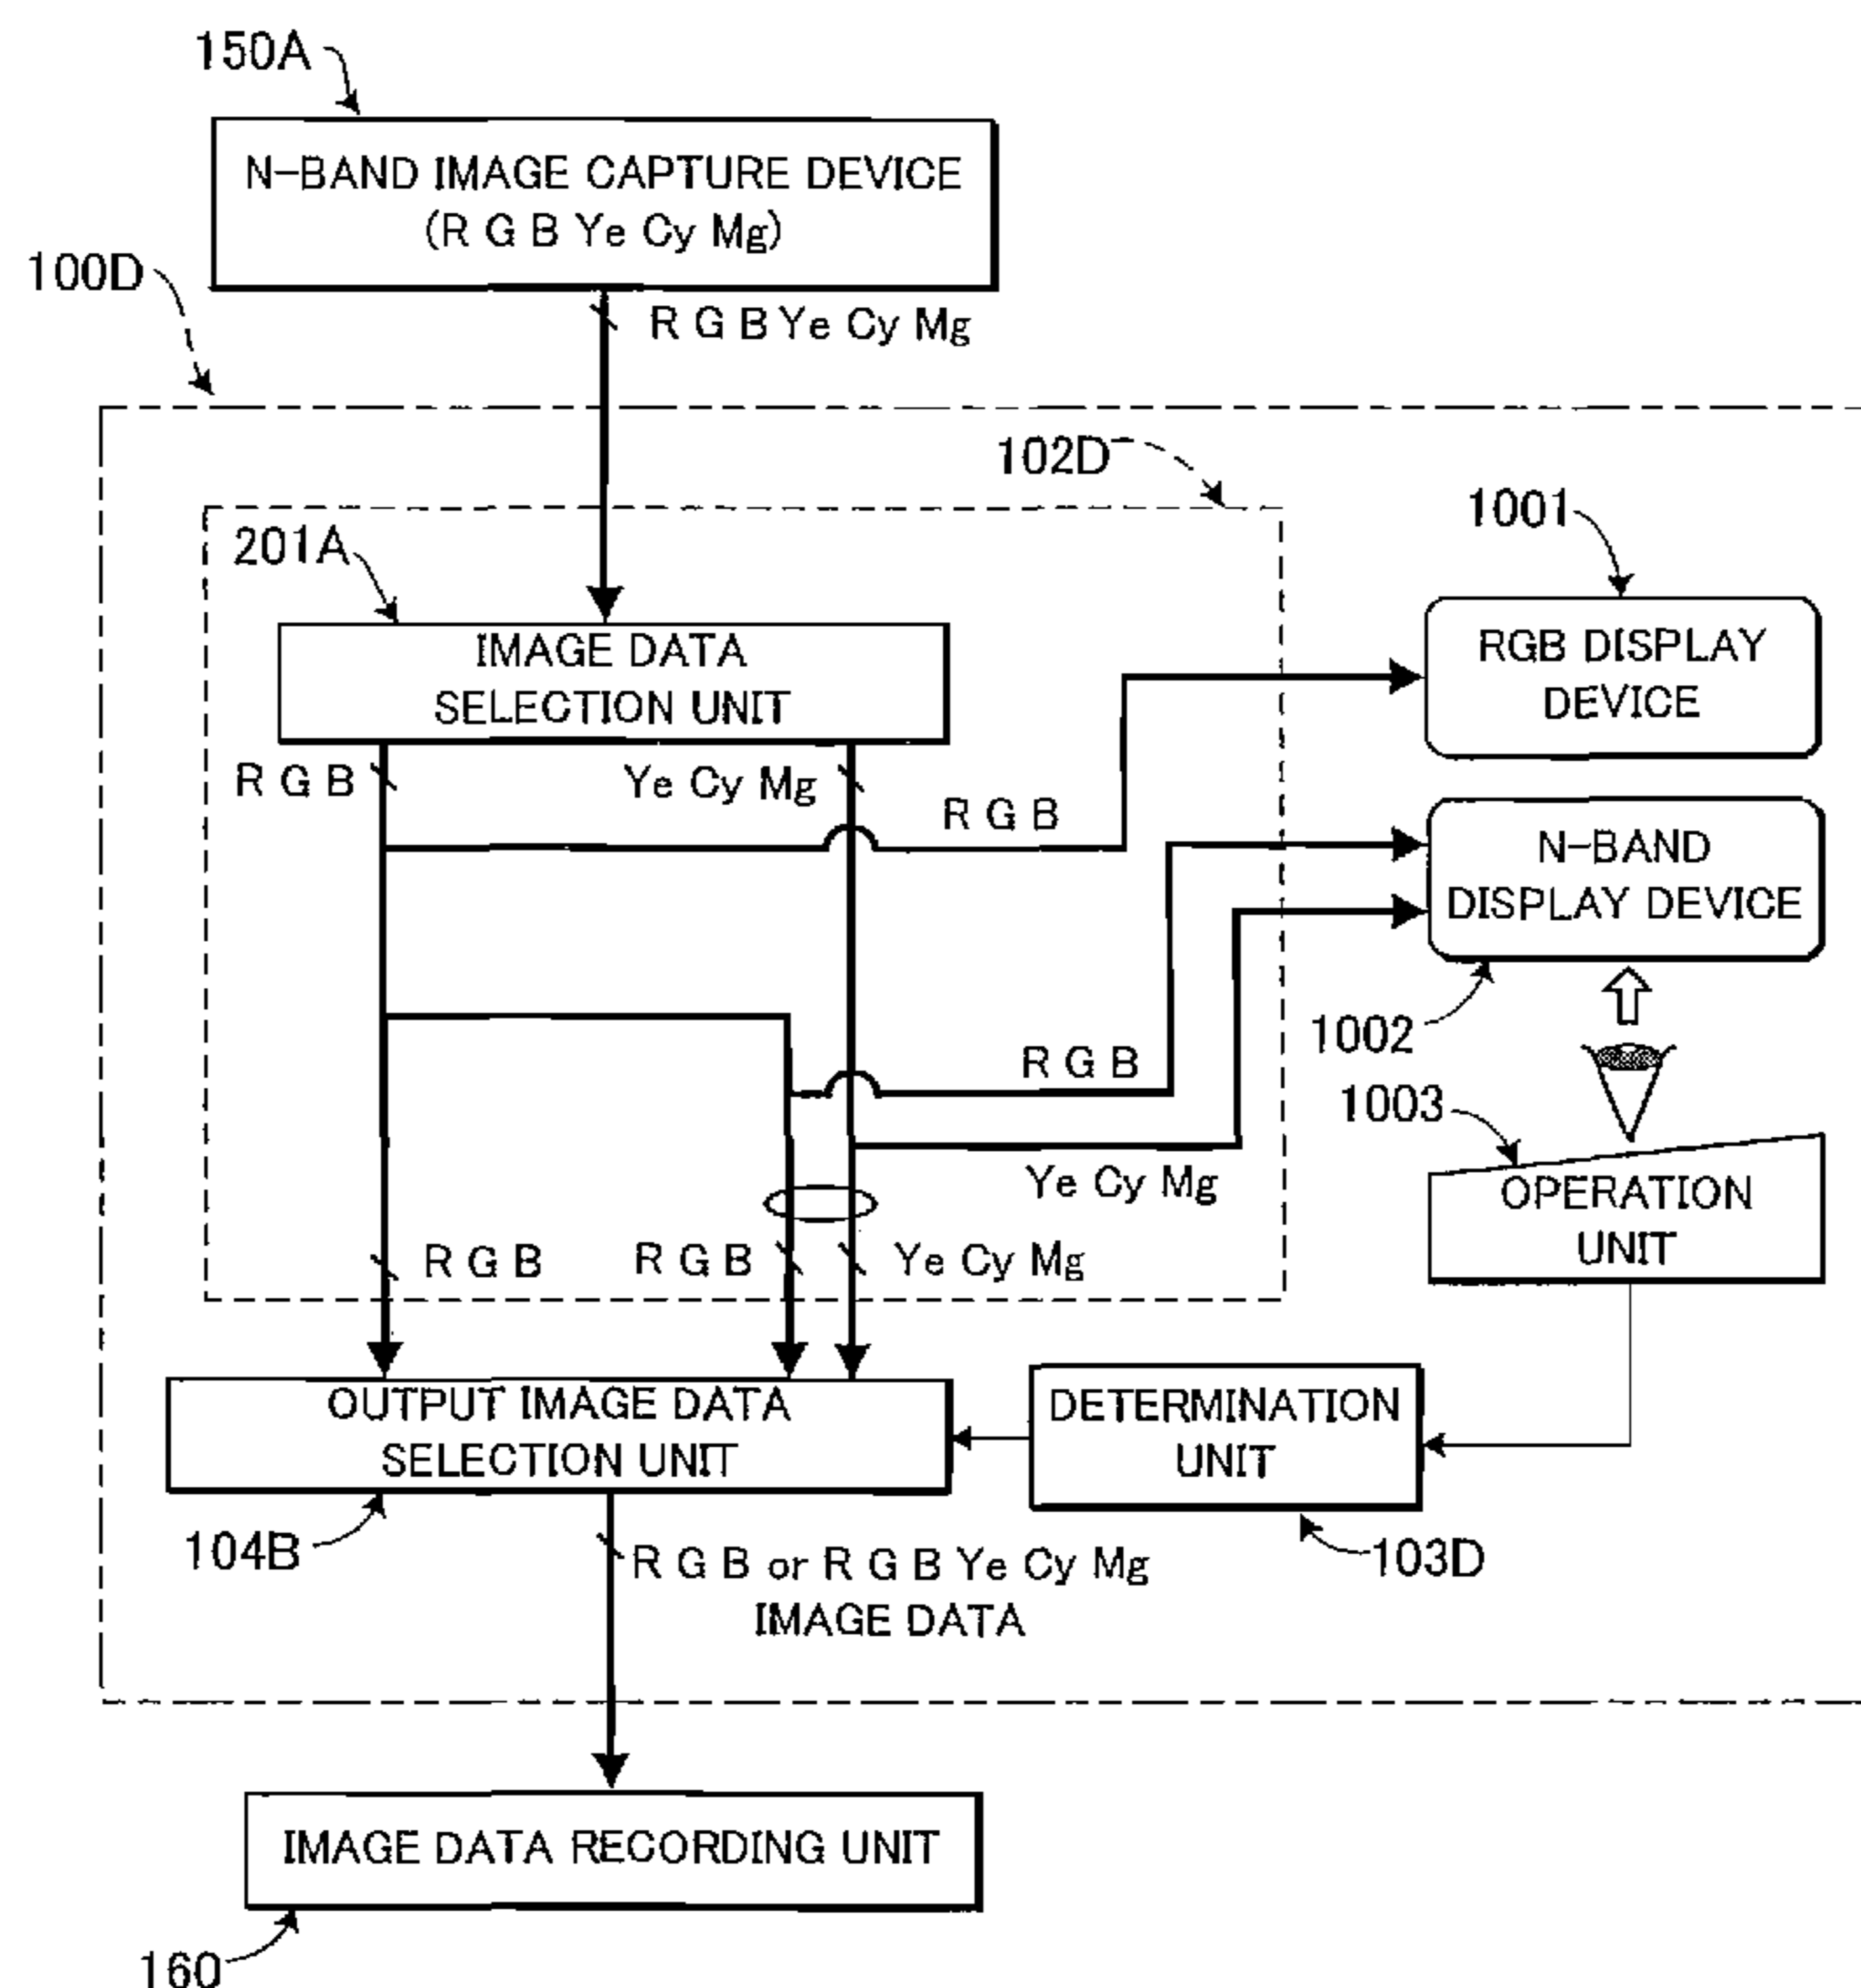 150A
N-BAND IMAGE CAPTURE DEVICE
(R G B Ye Cy Mg)
100D
R G B Ye Cy Mg
102D
201A
1001
IMAGE DATA
SELECTION UNIT
RGB DISPLAY
DEVICE
R G B
Ye Cy Mg
R G B
N-BAND
DISPLAY DEVICE
1002
R G B
1003
Ye Cy Mg
OPERATION
UNIT
R G B
R G B
Ye Cy Mg
OUTPUT IMAGE DATA
SELECTION UNIT
DETERMINATION
UNIT
104B
R G B or R G B Ye Cy Mg
IMAGE DATA
103D
IMAGE DATA RECORDING UNIT
160